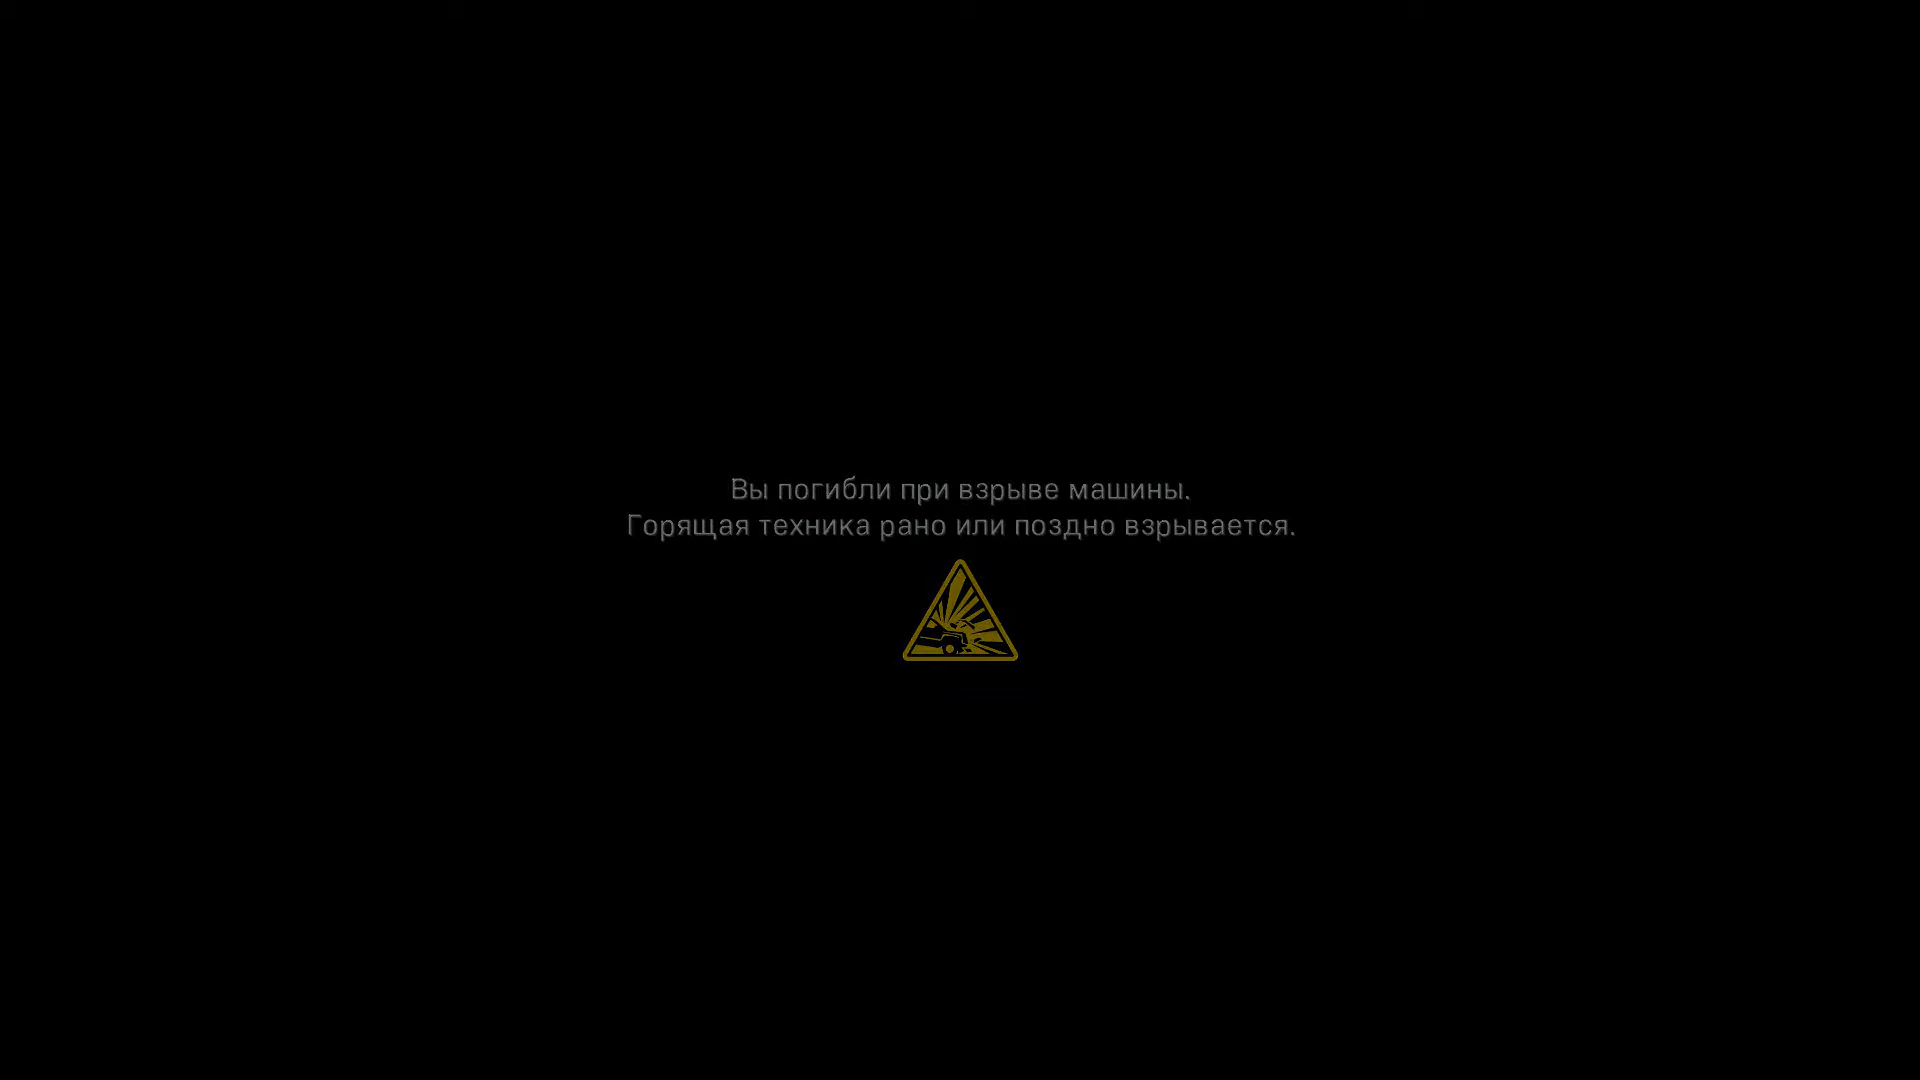 Вы погибли при взрыве машины.
Горящая техника рано или поздно взрывается.